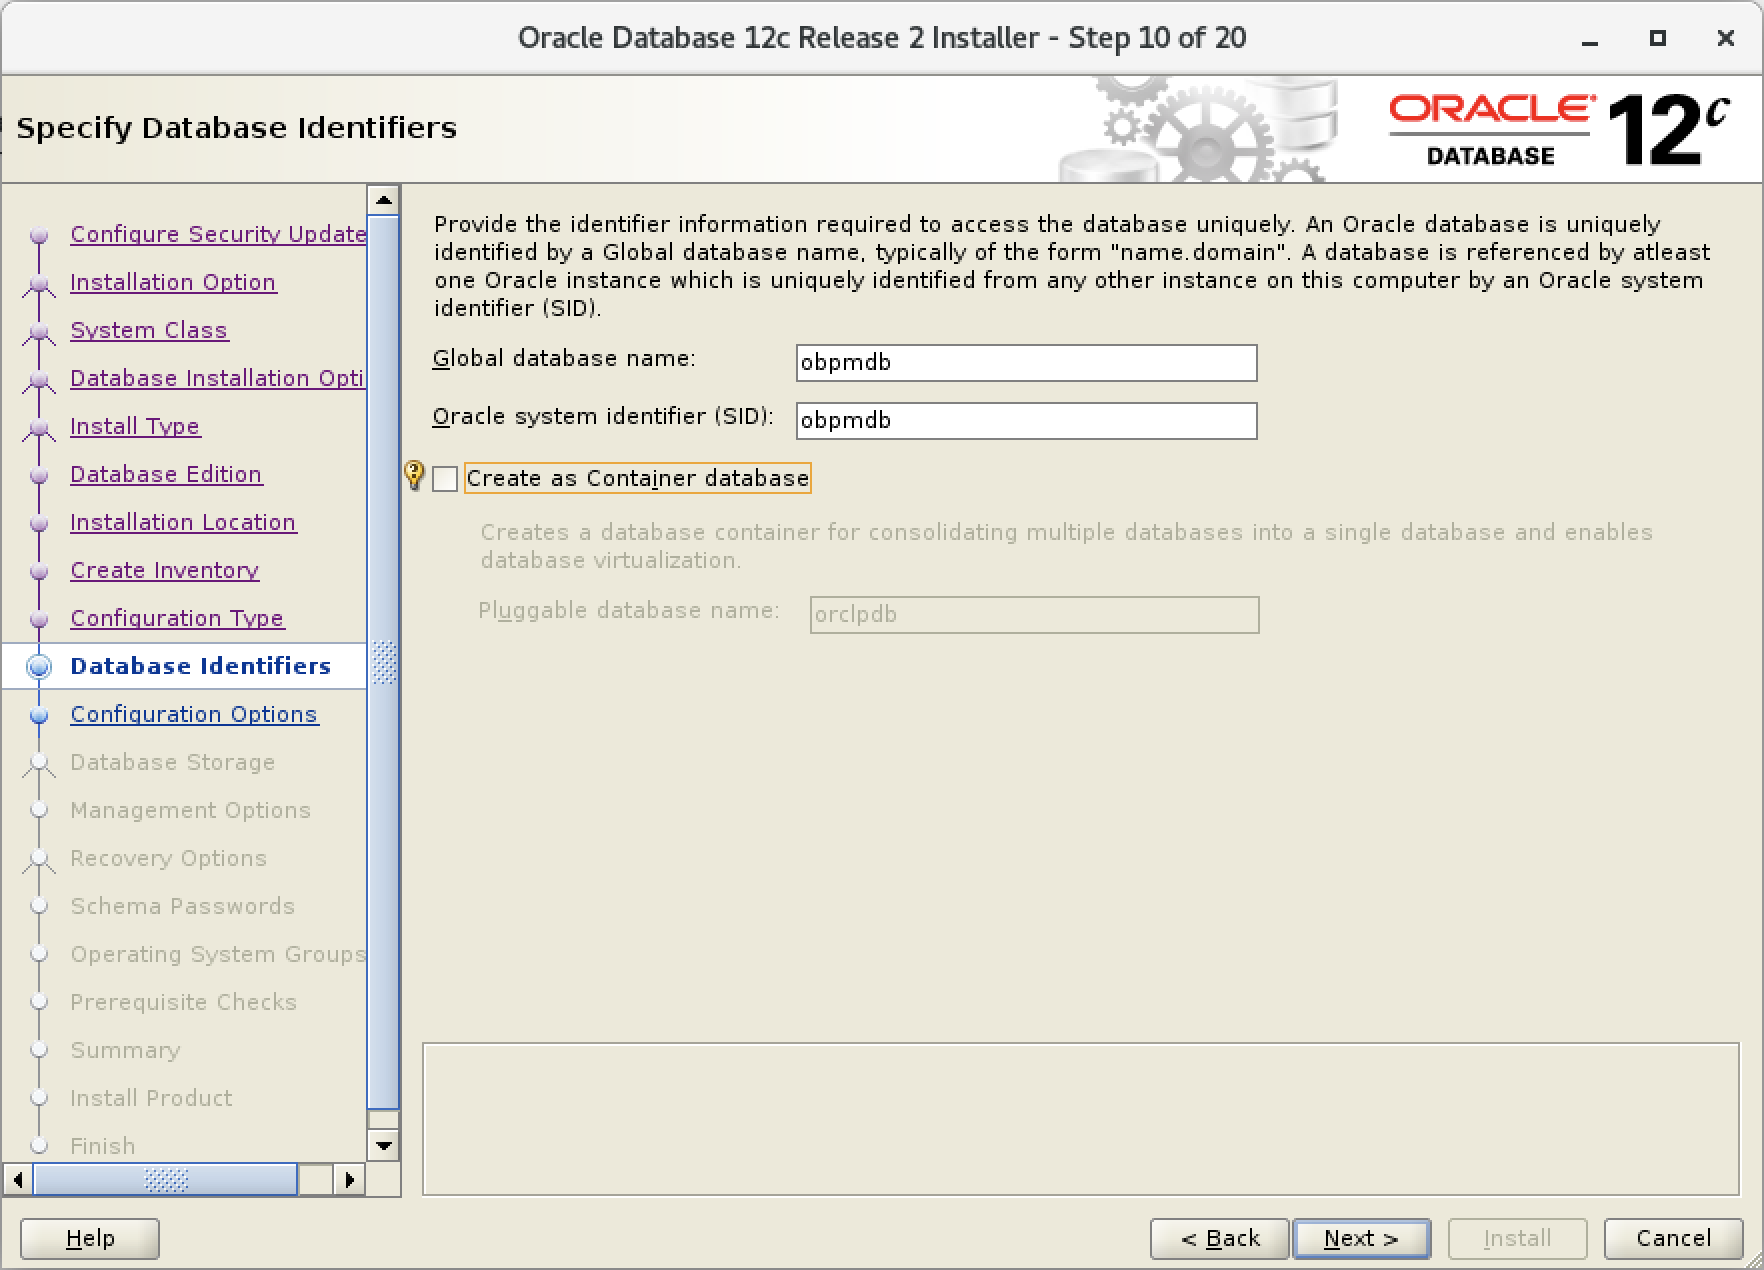 Oracle Database 12c Release 2 Installer - Step 10 of 20
Specify Database Identifiers
ORACLE
DATABASE
12c
Configure Security Update
Installation Option
System Class
Database Installation Opti
Install Type
Database Edition
Installation Location
Create Inventory
Configuration Type
Database Identifiers
Configuration Options
Database Storage
Management Options
Recovery Options
Schema Passwords
Operating System Groups
Prerequisite Checks
Summary
Install Product
Finish
Provide the identifier information required to access the database uniquely. An Oracle database is uniquely
identified by a Global database name, typically of the form "name.domain". A database is referenced by atleast
one Oracle instance which is uniquely identified from any other instance on this computer by an Oracle system
identifier (SID).
Global database name: obpmdb
Oracle system identifier (SID): obpmdb
Create as Container database
Creates a database container for consolidating multiple databases into a single database and enables
database virtualization.
Pluggable database name: orclpdb
Help
< Back
Next >
Install
Cancel